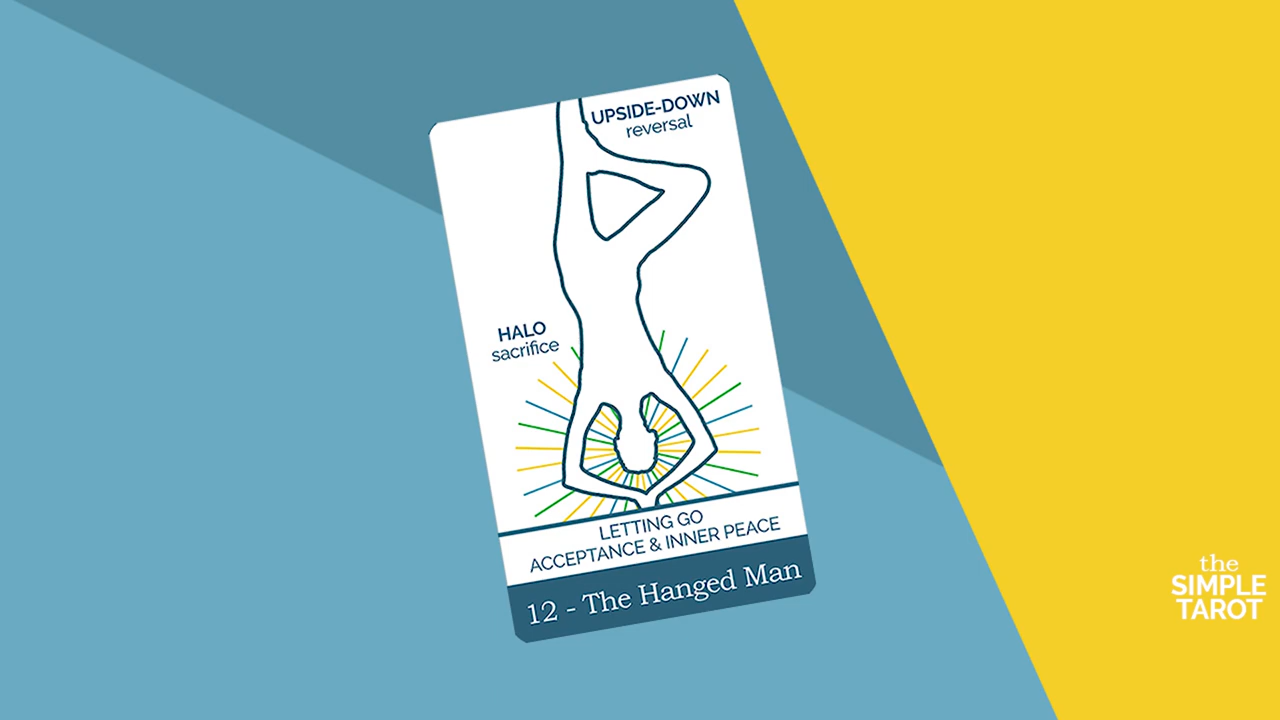 UPSIDE-DOWN
reversal
HALO
sacrifice
LETTING GO
ACCEPTANCE & INNER PEACE
12 - The Hanged Man
the
SIMPLE
TAROT